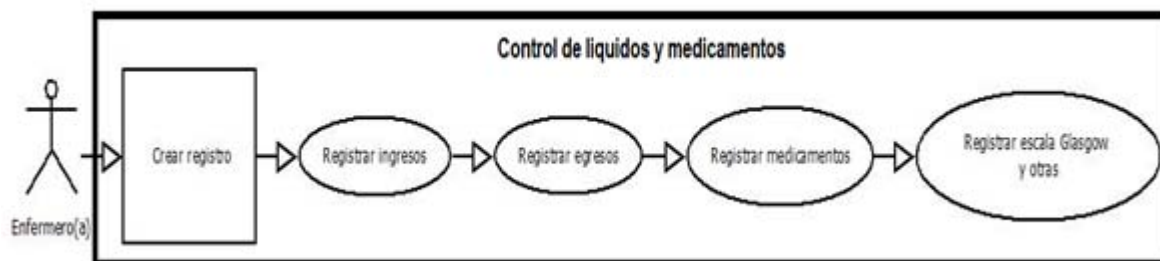 Control de liquidos y medicamentos
Crear registro
Registrar ingresos
Registrar egresos
Registrar medicamentos
Registrar escala Glasgow
y otras
Enfermero(a)